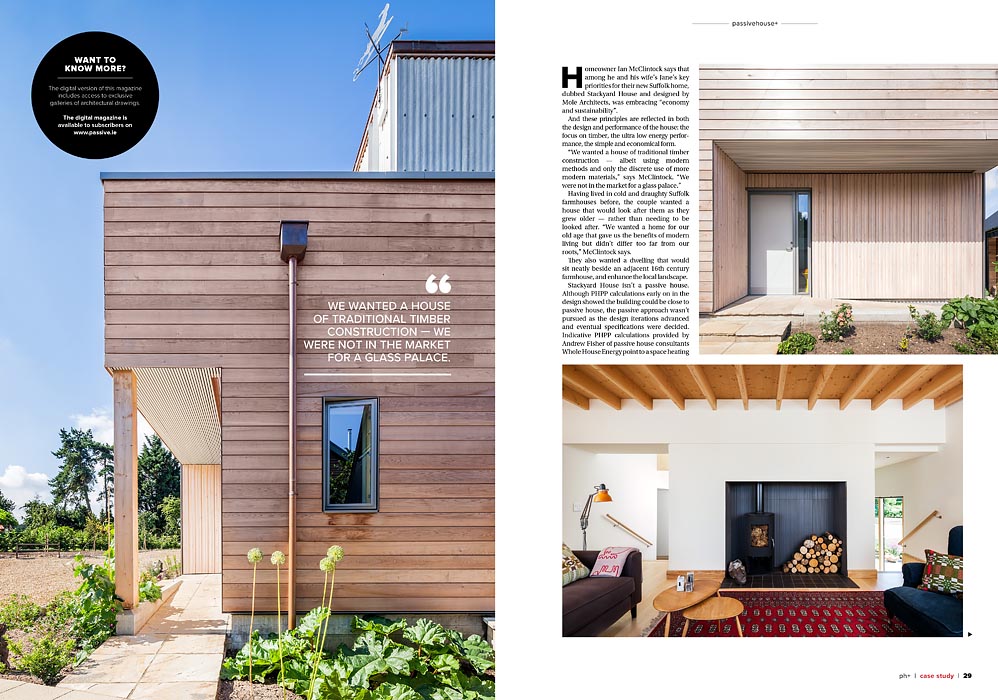 WANT TO
KNOW MORE?
The digital version of this magazine
includes access to exclusive
galleries of architectural drawings.
The digital magazine is
available to subscribers on
www.passive.ie
“
WE WANTED A HOUSE
OF TRADITIONAL TIMBER
CONSTRUCTION — WE
WERE NOT IN THE MARKET
FOR A GLASS PALACE.
passivehouse+
Homeowner Ian McClintock says that
among he and his wife's Jane's key
priorities for their new Suffolk home,
dubbed Stackyard House and designed by
Mole Architects, was embracing "economy
and sustainability".
And these principles are reflected in both
the design and performance of the house: the
focus on timber, the ultra low energy perfor-
mance, the simple and economical form.
"We wanted a house of traditional timber
construction — albeit using modern
methods and only the discrete use of more
modern materials," says McClintock. "We
were not in the market for a glass palace."
Having lived in cold and draughty Suffolk
farmhouses before, the couple wanted a
house that would look after them as they
grew older — rather than needing to be
looked after. "We wanted a home for our
old age that gave us the benefits of modern
living but didn't differ too far from our
roots," McClintock says.
They also wanted a dwelling that would
sit neatly beside an adjacent 16th century
farmhouse, and enhance the local landscape.
Stackyard House isn't a passive house.
Although PHPP calculations early on in the
design showed the building could be close to
passive house, the passive approach wasn't
pursued as the design iterations advanced
and eventual specifications were decided.
Indicative PHPP calculations provided by
Andrew Fisher of passive house consultants
Whole House Energy point to a space heating
ph+ | case study | 29